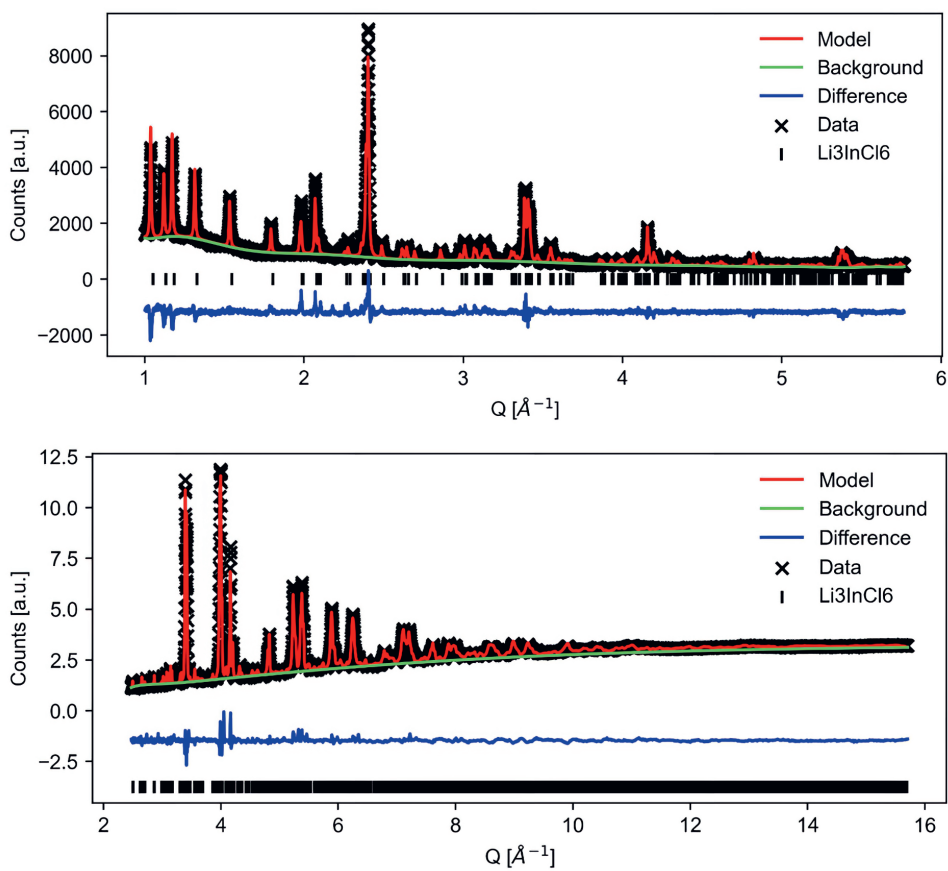 8000
6000
4000
2000
0
−2000
Counts [a.u.]
Model
Background
Difference
Data
Li3InCl6
1 2 3 4 5 6
Q [Å⁻¹]
12.5
10.0
7.5
5.0
2.5
0.0
−2.5
Counts [a.u.]
Model
Background
Difference
Data
Li3InCl6
2 4 6 8 10 12 14 16
Q [Å⁻¹]